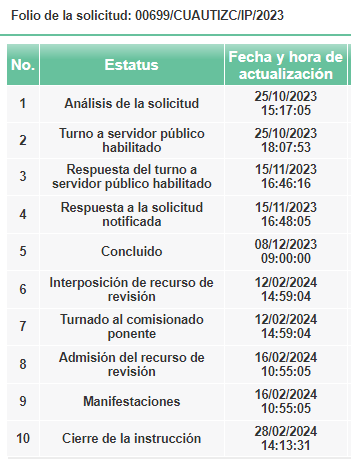 Folio de la solicitud: 00699/CUAUTIZC/IP/2023
No. Estatus Fecha y hora de
actualización
1 Análisis de la solicitud 25/10/2023
15:17:05
2 Turno a servidor público
habilitado 25/10/2023
18:07:53
3 Respuesta del turno a
servidor público habilitado 15/11/2023
16:46:16
4 Respuesta a la solicitud
notificada 15/11/2023
16:48:05
5 Concluido 08/12/2023
09:00:00
6 Interposición de recurso de
revisión 12/02/2024
14:59:04
7 Turnado al comisionado
ponente 12/02/2024
14:59:04
8 Admisión del recurso de
revisión 16/02/2024
10:55:05
9 Manifestaciones 16/02/2024
10:55:05
10 Cierre de la instrucción 28/02/2024
14:13:31